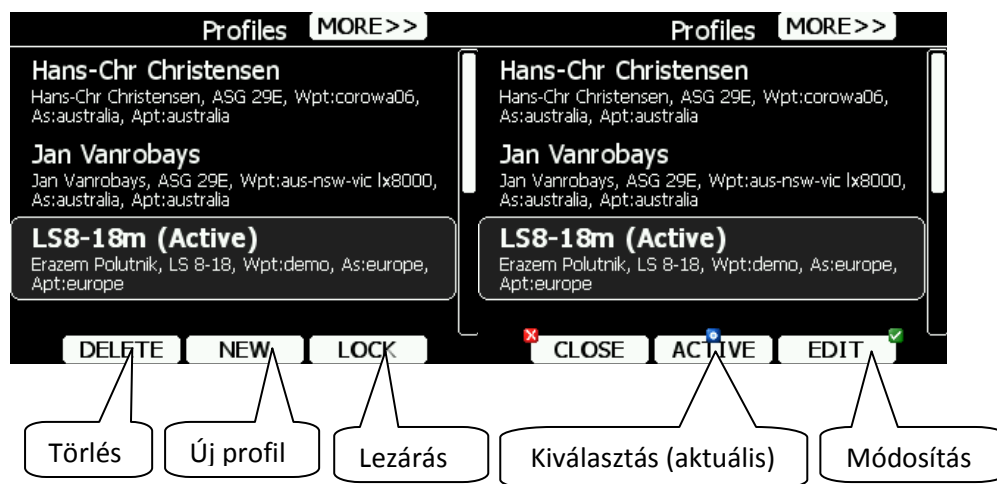 Profiles MORE>>
Hans-Chr Christensen
Hans-Chr Christensen, ASG 29E, Wpt:corowa06,
As:australia, Apt:australia
Jan Vanrobays
Jan Vanrobays, ASG 29E, Wpt:aus-nsw-vic lx8000,
As:australia, Apt:australia
LS8-18m (Active)
Erazem Polutnik, LS 8-18, Wpt:demo, As:europe,
Apt:europe
DELETE NEW LOCK
Profiles MORE>>
Hans-Chr Christensen
Hans-Chr Christensen, ASG 29E, Wpt:corowa06,
As:australia, Apt:australia
Jan Vanrobays
Jan Vanrobays, ASG 29E, Wpt:aus-nsw-vic lx8000,
As:australia, Apt:australia
LS8-18m (Active)
Erazem Polutnik, LS 8-18, Wpt:demo, As:europe,
Apt:europe
CLOSE ACTIVE EDIT
Törlés
Új profil
Lezárás
Kiválasztás (aktuális)
Módosítás